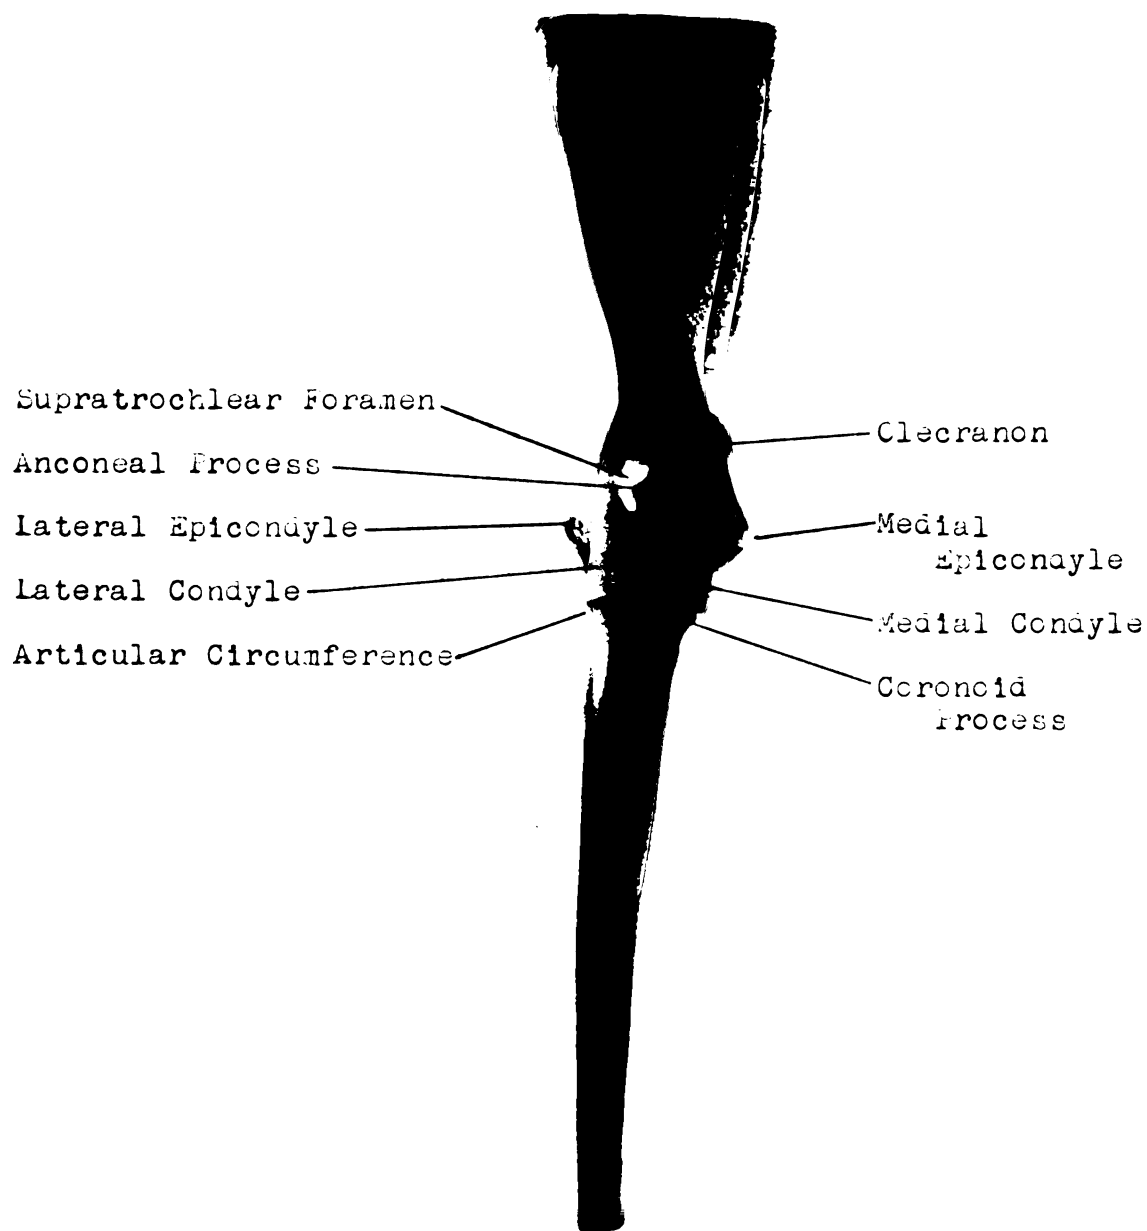 Supratrochlear Foramen
Anconeal Process
Lateral Epicondyle
Lateral Condyle
Articular Circumference
Olecranon
Medial
Epicondyle
Medial Condyle
Coronoid
Process